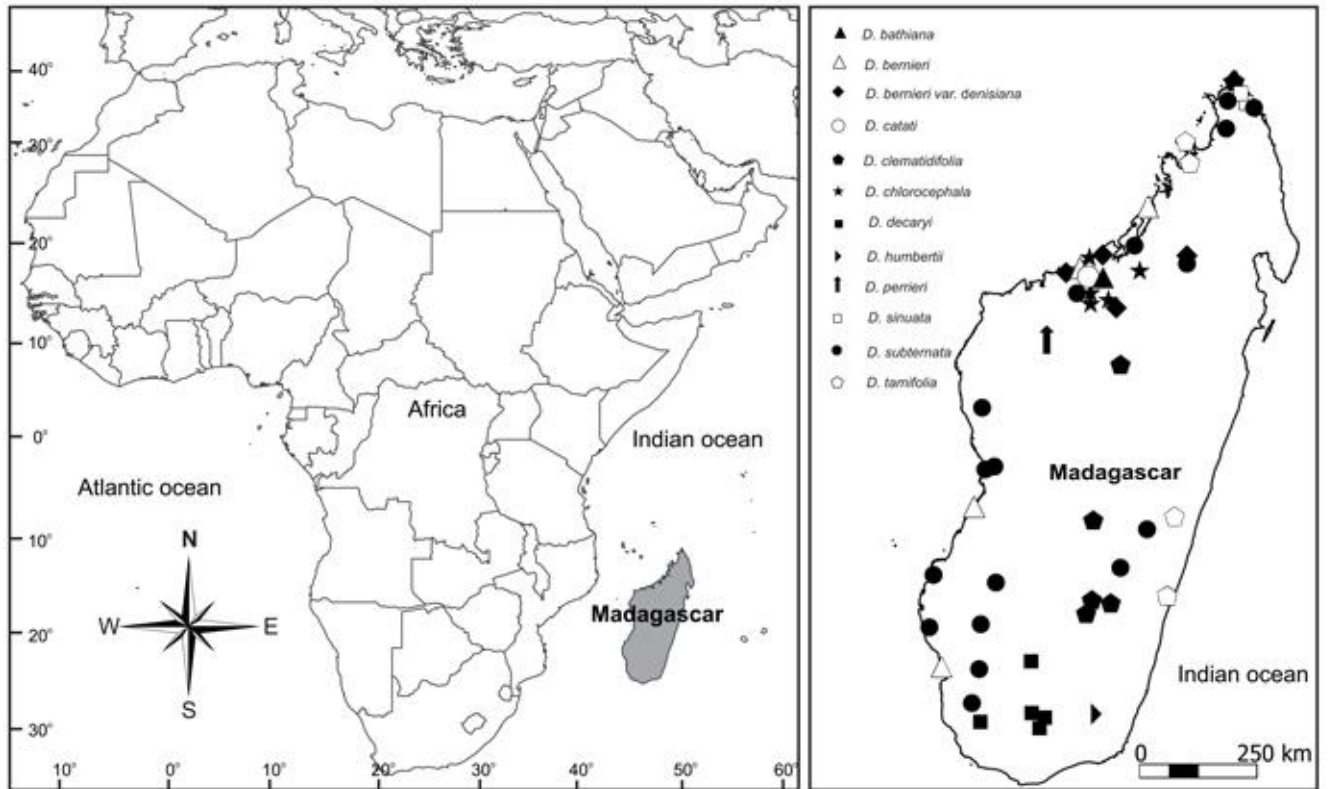 40°
30°
20°
10°
0°
10°
20°
30°
10°
0°
10°
20°
30°
40°
50°
60°
Africa
Indian ocean
Atlantic ocean
N
W
E
S
Madagascar
D. bathiana
D. bernieri
D. bernieri var. denisiana
D. catati
D. clematidifolia
D. chlorocephala
D. decaryi
D. humbertii
D. perrieri
D. sinuata
D. subternata
D. tamifolia
Madagascar
Indian ocean
0 250 km